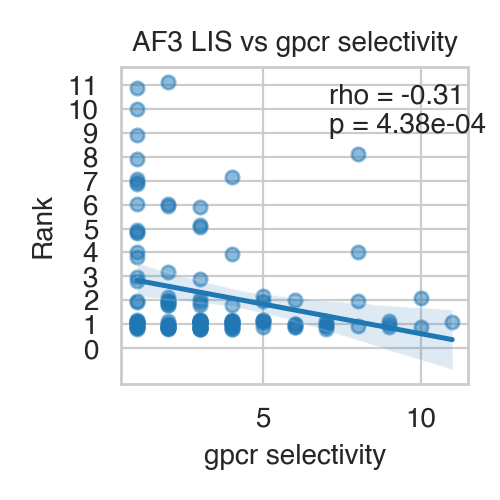 AF3 LIS vs gpcr selectivity
rho = -0.31
p = 4.38e-04
11
10
9
8
7
6
5
4
3
2
1
0
Rank
5 10
gpcr selectivity